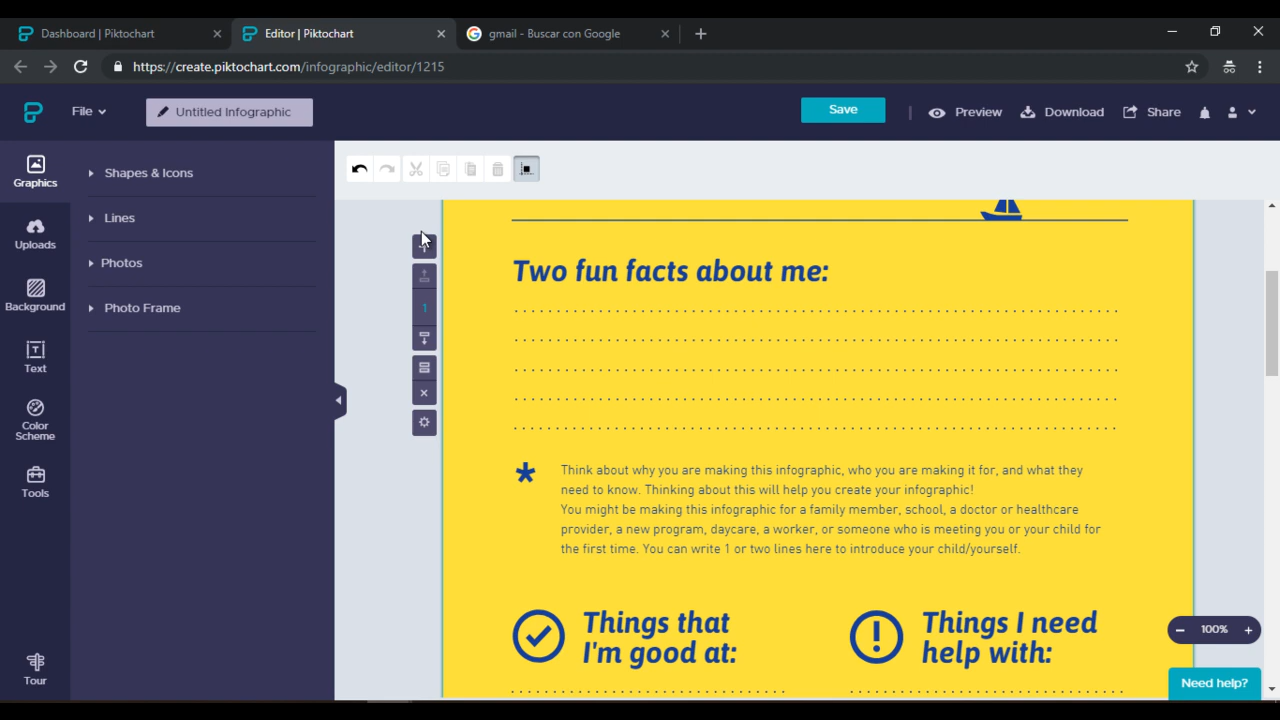 Dashboard | Piktochart
Editor | Piktochart
gmail - Buscar con Google
https://create.piktochart.com/infographic/editor/1215
File
Untitled Infographic
Save
Preview
Download
Share
Graphics
Uploads
Background
Text
Color
Scheme
Tools
Tour
Shapes & Icons
Lines
Photos
Photo Frame
1
Two fun facts about me:
* Think about why you are making this infographic, who you are making it for, and what they
need to know. Thinking about this will help you create your infographic!
You might be making this infographic for a family member, school, a doctor or healthcare
provider, a new program, daycare, a worker, or someone who is meeting you or your child for
the first time. You can write 1 or two lines here to introduce your child/yourself.
Things that
I'm good at:
Things I need
help with:
100%
Need help?